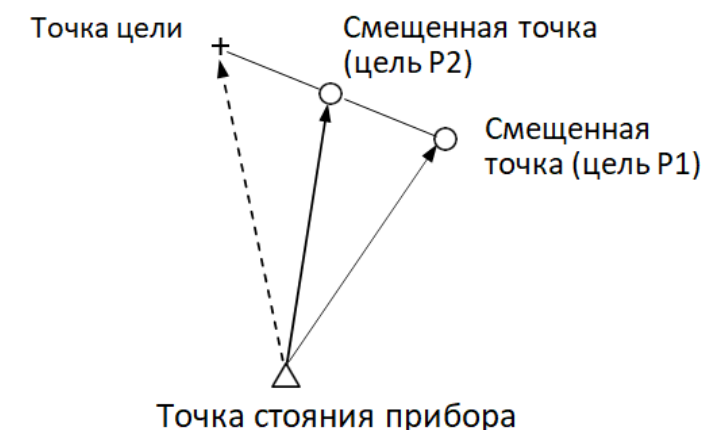 Точка цели
Смещенная точка
(цель P2)
Смещенная
точка (цель P1)
Точка стояния прибора